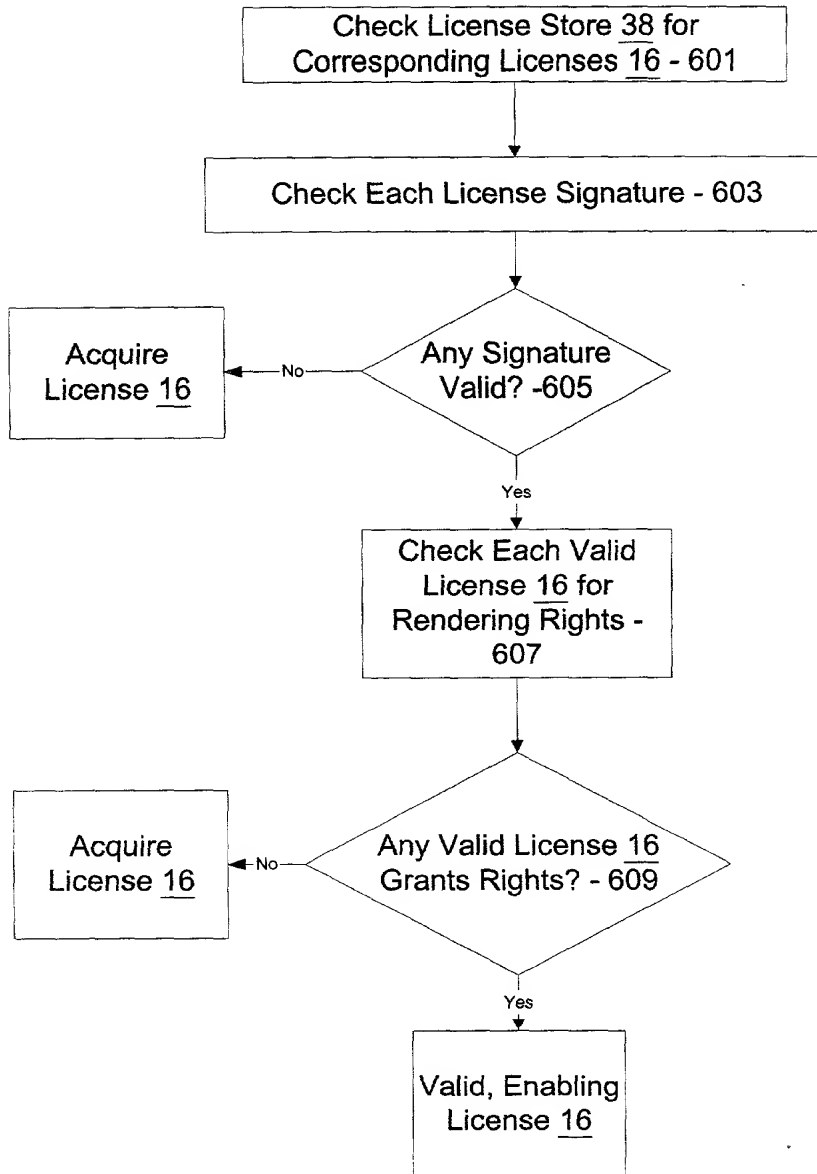 Check License Store 38 for
Corresponding Licenses 16 - 601
Check Each License Signature - 603
Any Signature
Valid? -605
No
Acquire
License 16
Yes
Check Each Valid
License 16 for
Rendering Rights -
607
Any Valid License 16
Grants Rights? - 609
No
Acquire
License 16
Yes
Valid, Enabling
License 16